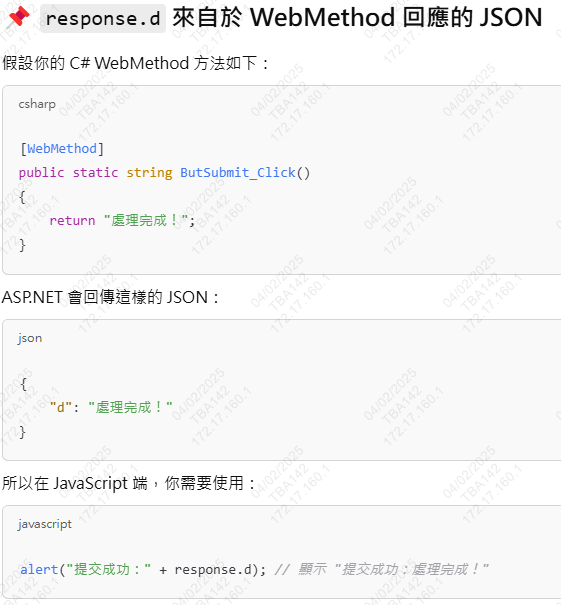 📌 response.d 來自於 WebMethod 回應的 JSON
假設你的 C# WebMethod 方法如下：
csharp
[WebMethod]
public static string ButSubmit_Click()
{
    return "處理完成！";
}
ASP.NET 會回傳這樣的 JSON：
json
{
    "d": "處理完成！"
}
所以在 JavaScript 端，你需要使用：
javascript
alert("提交成功：" + response.d); // 顯示 "提交成功：處理完成！"
04/02/2025
TBA142
172.17.160.1